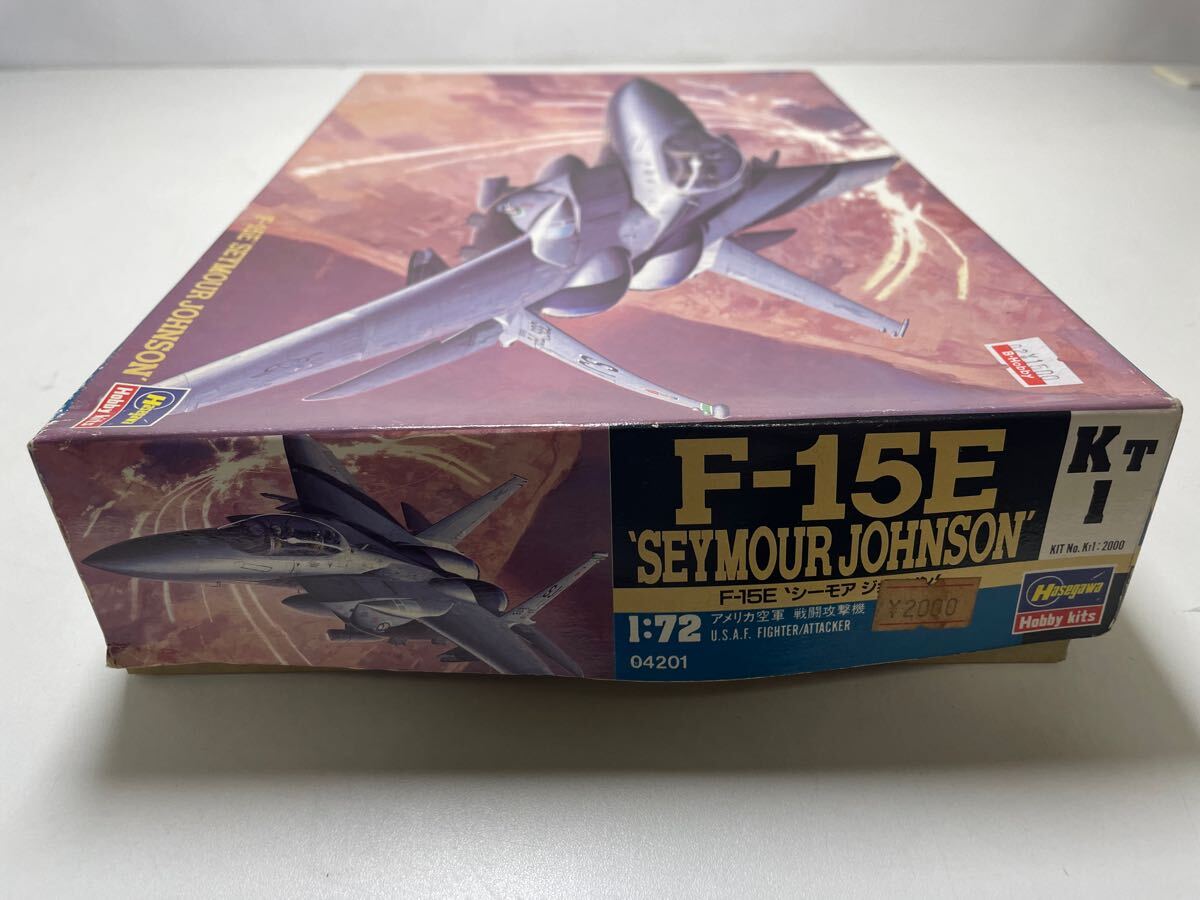 F-15E SEYMOUR JOHNSON'
Hasegawa
Hobby kits
B-Hobby
F-15E
'SEYMOUR JOHNSON'
F-15E 'シーモア
¥2000
1:72
アメリカ空軍 戦闘攻撃機
U.S.A.F. FIGHTER/ATTACKER
04201
KT
1
KIT No. KT1:2000
Hasegawa
Hobby kits